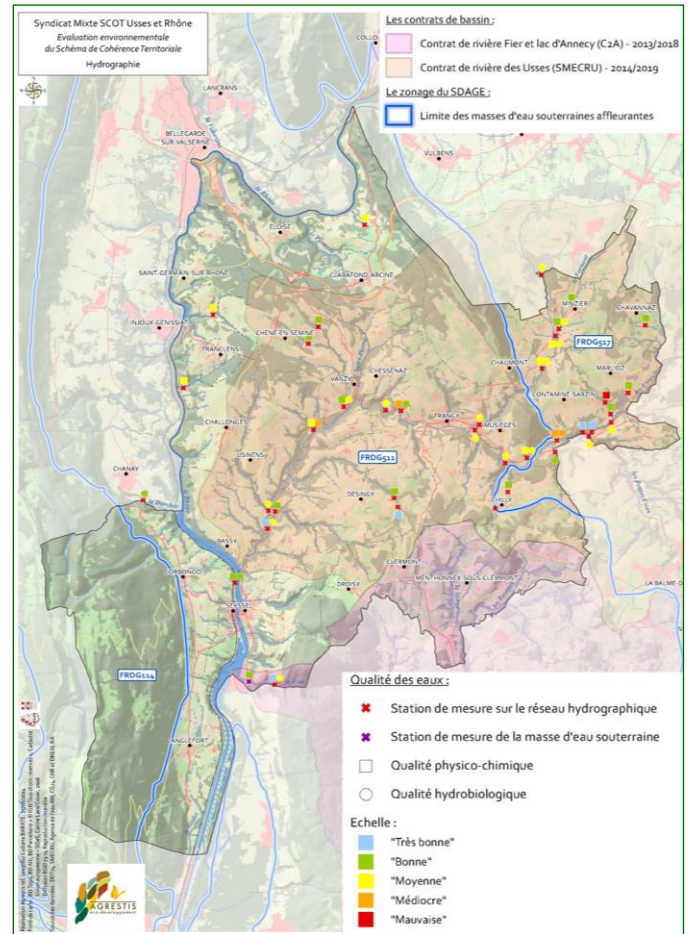 Syndicat Mixte SCOT Usses et Rhône
Evaluation environnementale
du Schéma de Cohérence Territoriale
Hydrographie
Les contrats de bassin :
Contrat de rivière Fier et lac d'Annecy (C2A) - 2013/2018
Contrat de rivière des Usses (SMECRU) - 2014/2019
Le zonage du SDAGE :
Limite des masses d'eau souterraines affleurantes
LANCRANS
BELLEGARDE
SUR-VALSERINE
VULBENS
ELOISE
SAINT-GERMAIN-SUR-RHONE
CLARAFOND-ARCINE
INJOUX-GENISSIAT
MINZIER
CHAVANNAZ
CHENE-EN-SEMINE
FRDG517
FRANCLENS
VANZY
CHESSENAZ
CHAUMONT
MARLIOZ
CONTAMINE-SARZIN
CHALLONGES
FRANGY
MUSIEGES
USINENS
FRDG511
CHANAY
DESINGY
CHILLY
BASSY
CORBONOD
CLERMONT
DROISY
MENTHONNEX-SOUS-CLERMONT
LA BALME-D
SEYSSEL
FRDG114
ANGLEFORT
Qualité des eaux :
Station de mesure sur le réseau hydrographique
Station de mesure de la masse d'eau souterraine
Qualité physico-chimique
Qualité hydrobiologique
Echelle :
"Très bonne"
"Bonne"
"Moyenne"
"Médiocre"
"Mauvaise"
AGRESTIS